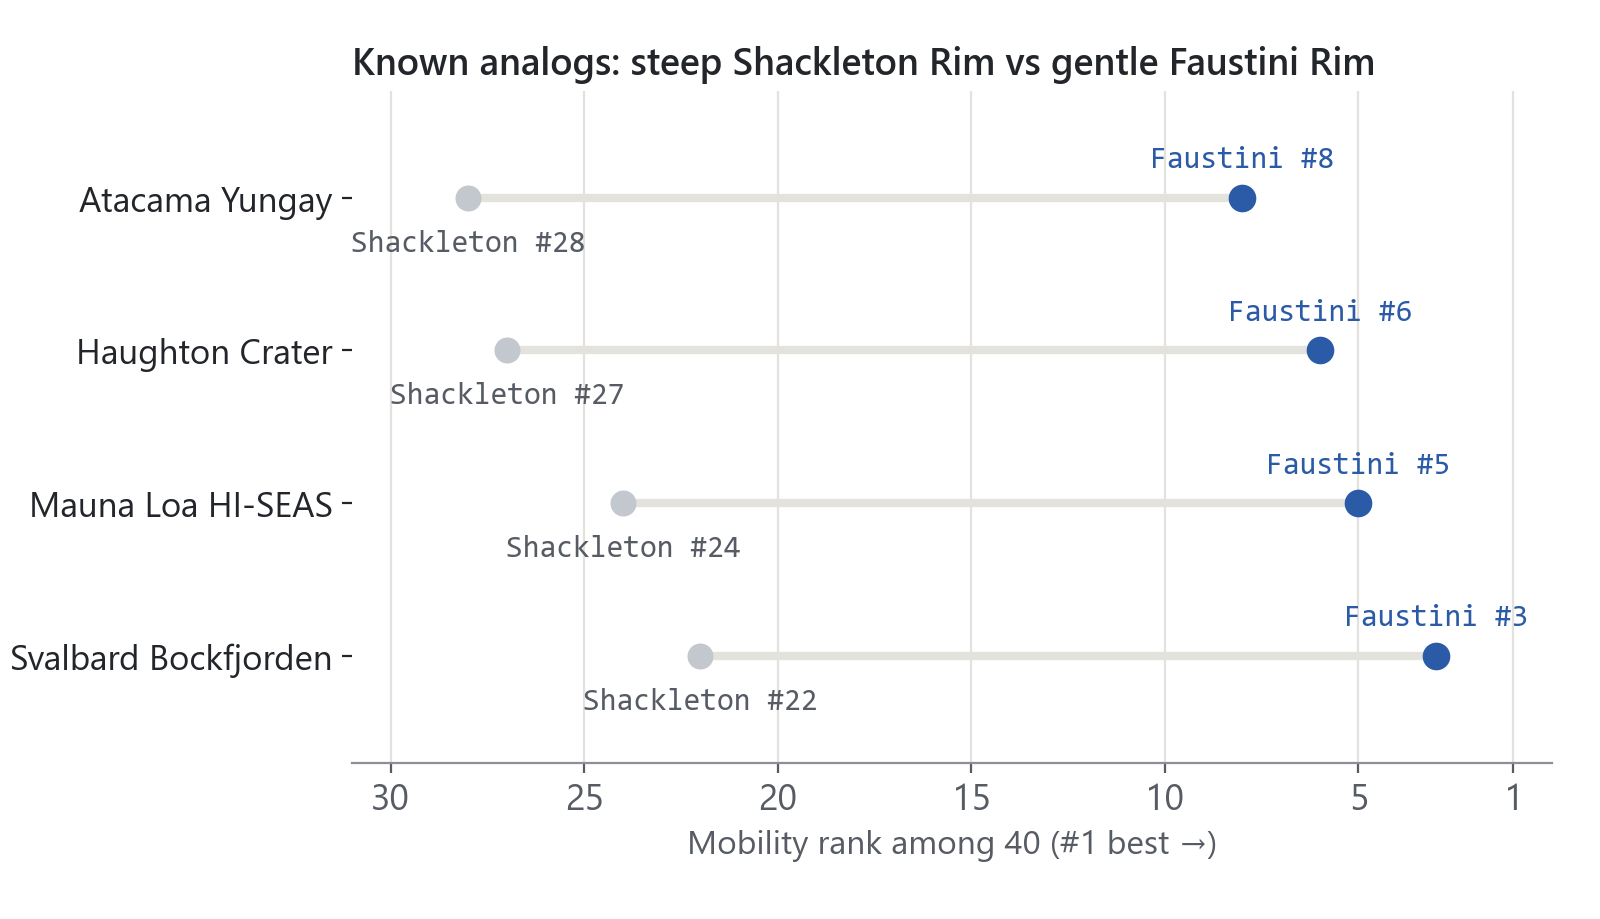 Known analogs: steep Shackleton Rim vs gentle Faustini Rim
Faustini #8
Atacama Yungay
Shackleton #28
Faustini #6
Haughton Crater
Shackleton #27
Faustini #5
Mauna Loa HI-SEAS
Shackleton #24
Faustini #3
Svalbard Bockfjorden
Shackleton #22
30 25 20 15 10 5 1
Mobility rank among 40 (#1 best →)